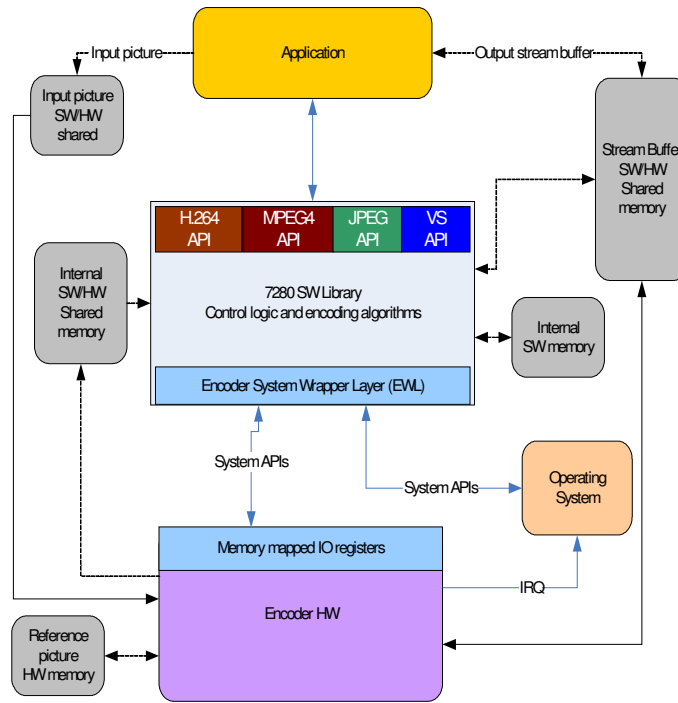 Input picture
Application
Output stream buffer
Input picture
SW/HW
shared
Stream Buffer
SW/HW
Shared
memory
H.264
API
MPEG4
API
JPEG
API
VS
API
Internal
SW/HW
Shared
memory
7280 SW Library
Control logic and encoding algorithms
Internal
SW memory
Encoder System Wrapper Layer (EWL)
System APIs
System APIs
Operating
System
Memory mapped IO registers
IRQ
Encoder HW
Reference
picture
HW memory